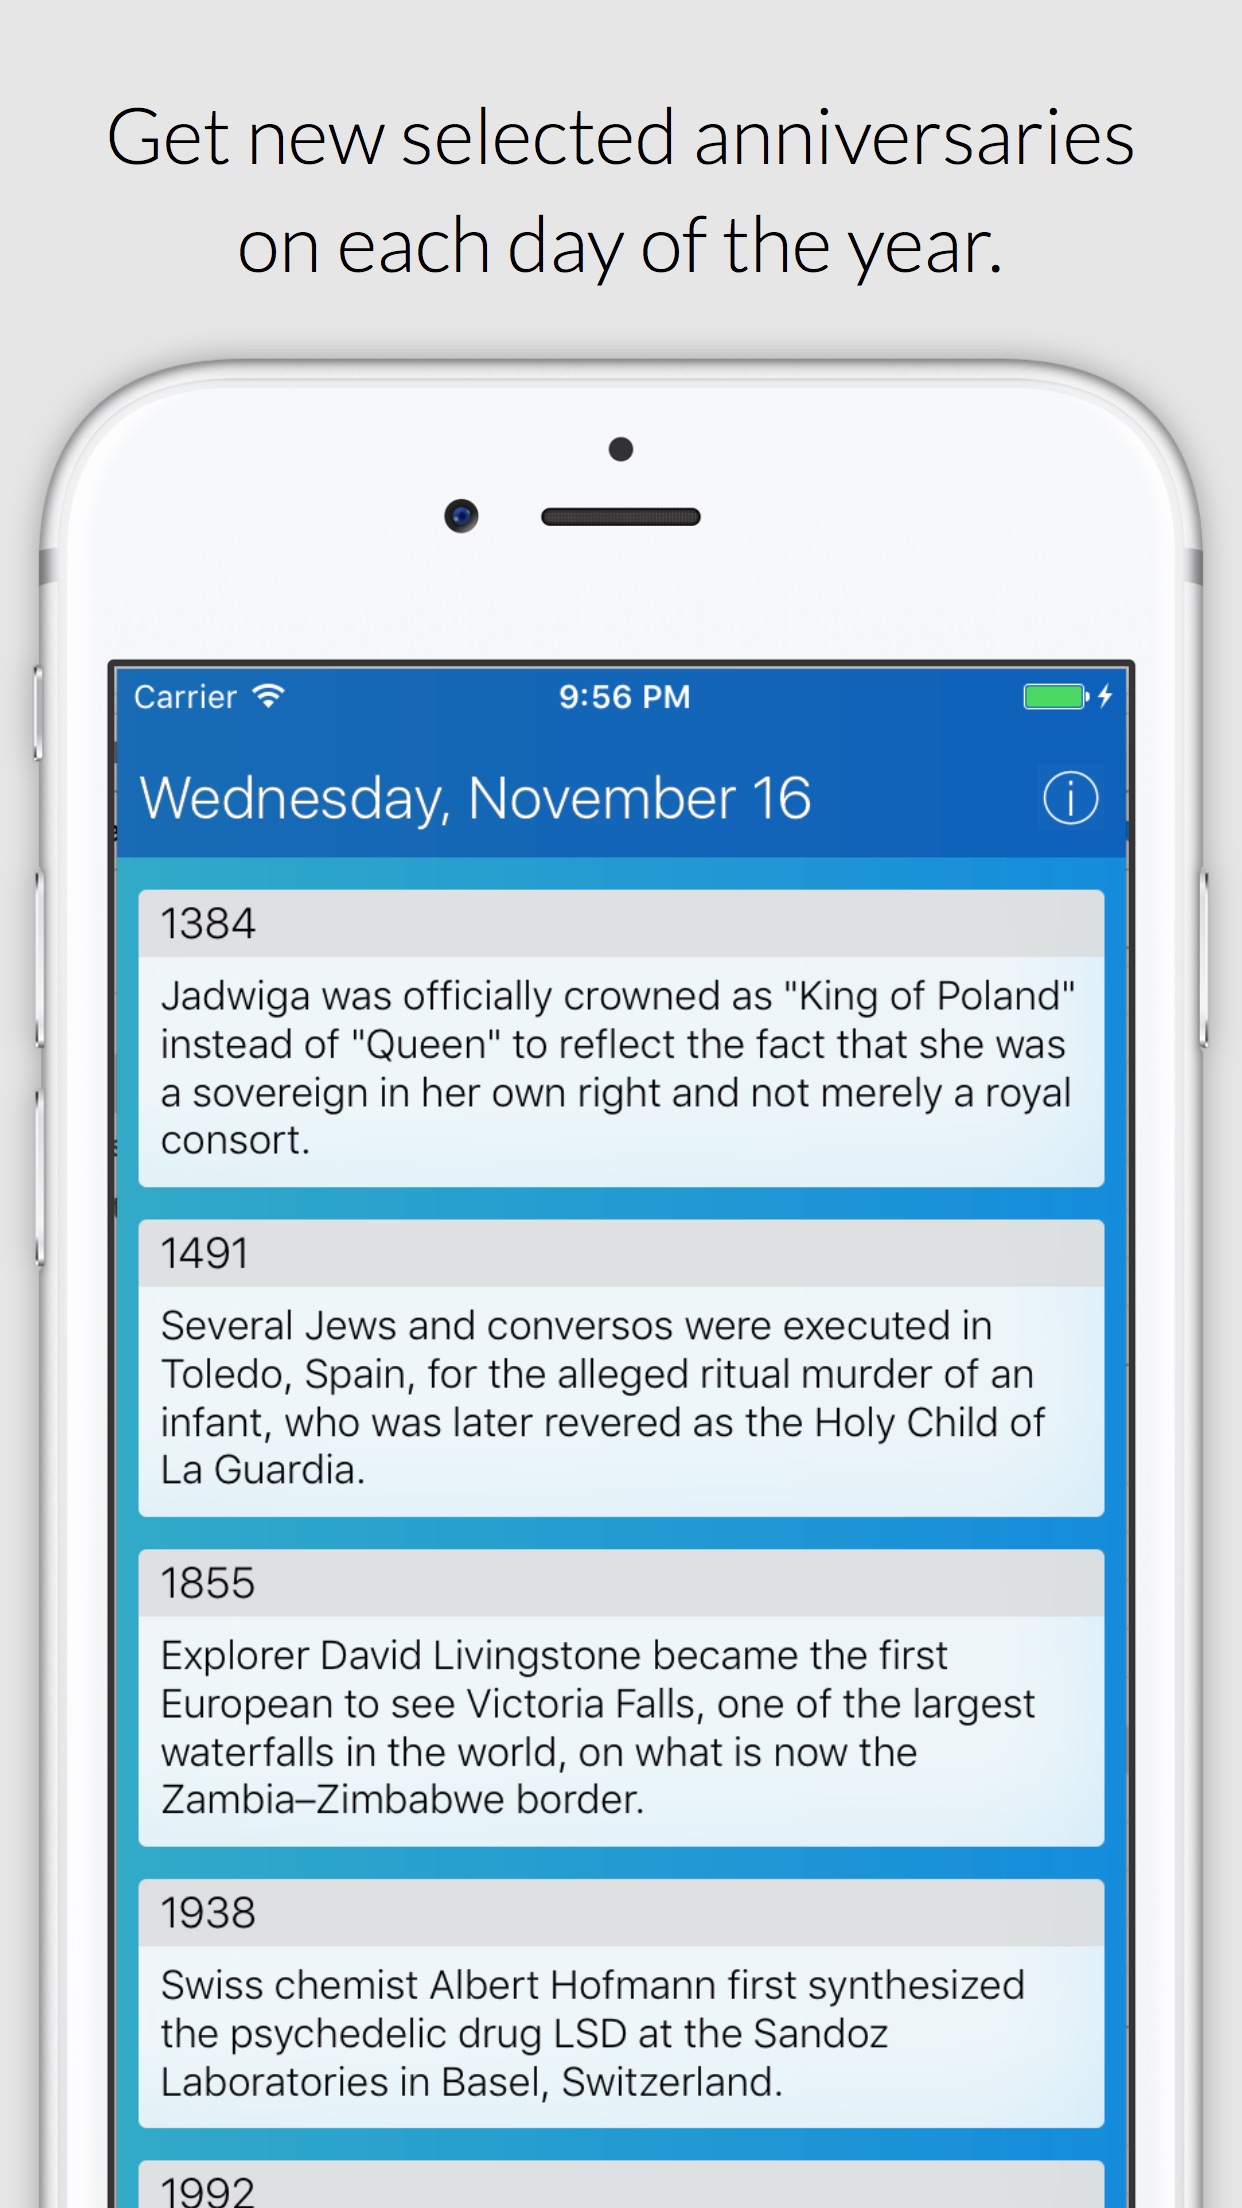 Get new selected anniversaries
on each day of the year.
Carrier
9:56 PM
Wednesday, November 16
1384
Jadwiga was officially crowned as "King of Poland"
instead of "Queen" to reflect the fact that she was
a sovereign in her own right and not merely a royal
consort.
1491
Several Jews and conversos were executed in
Toledo, Spain, for the alleged ritual murder of an
infant, who was later revered as the Holy Child of
La Guardia.
1855
Explorer David Livingstone became the first
European to see Victoria Falls, one of the largest
waterfalls in the world, on what is now the
Zambia–Zimbabwe border.
1938
Swiss chemist Albert Hofmann first synthesized
the psychedelic drug LSD at the Sandoz
Laboratories in Basel, Switzerland.
1992